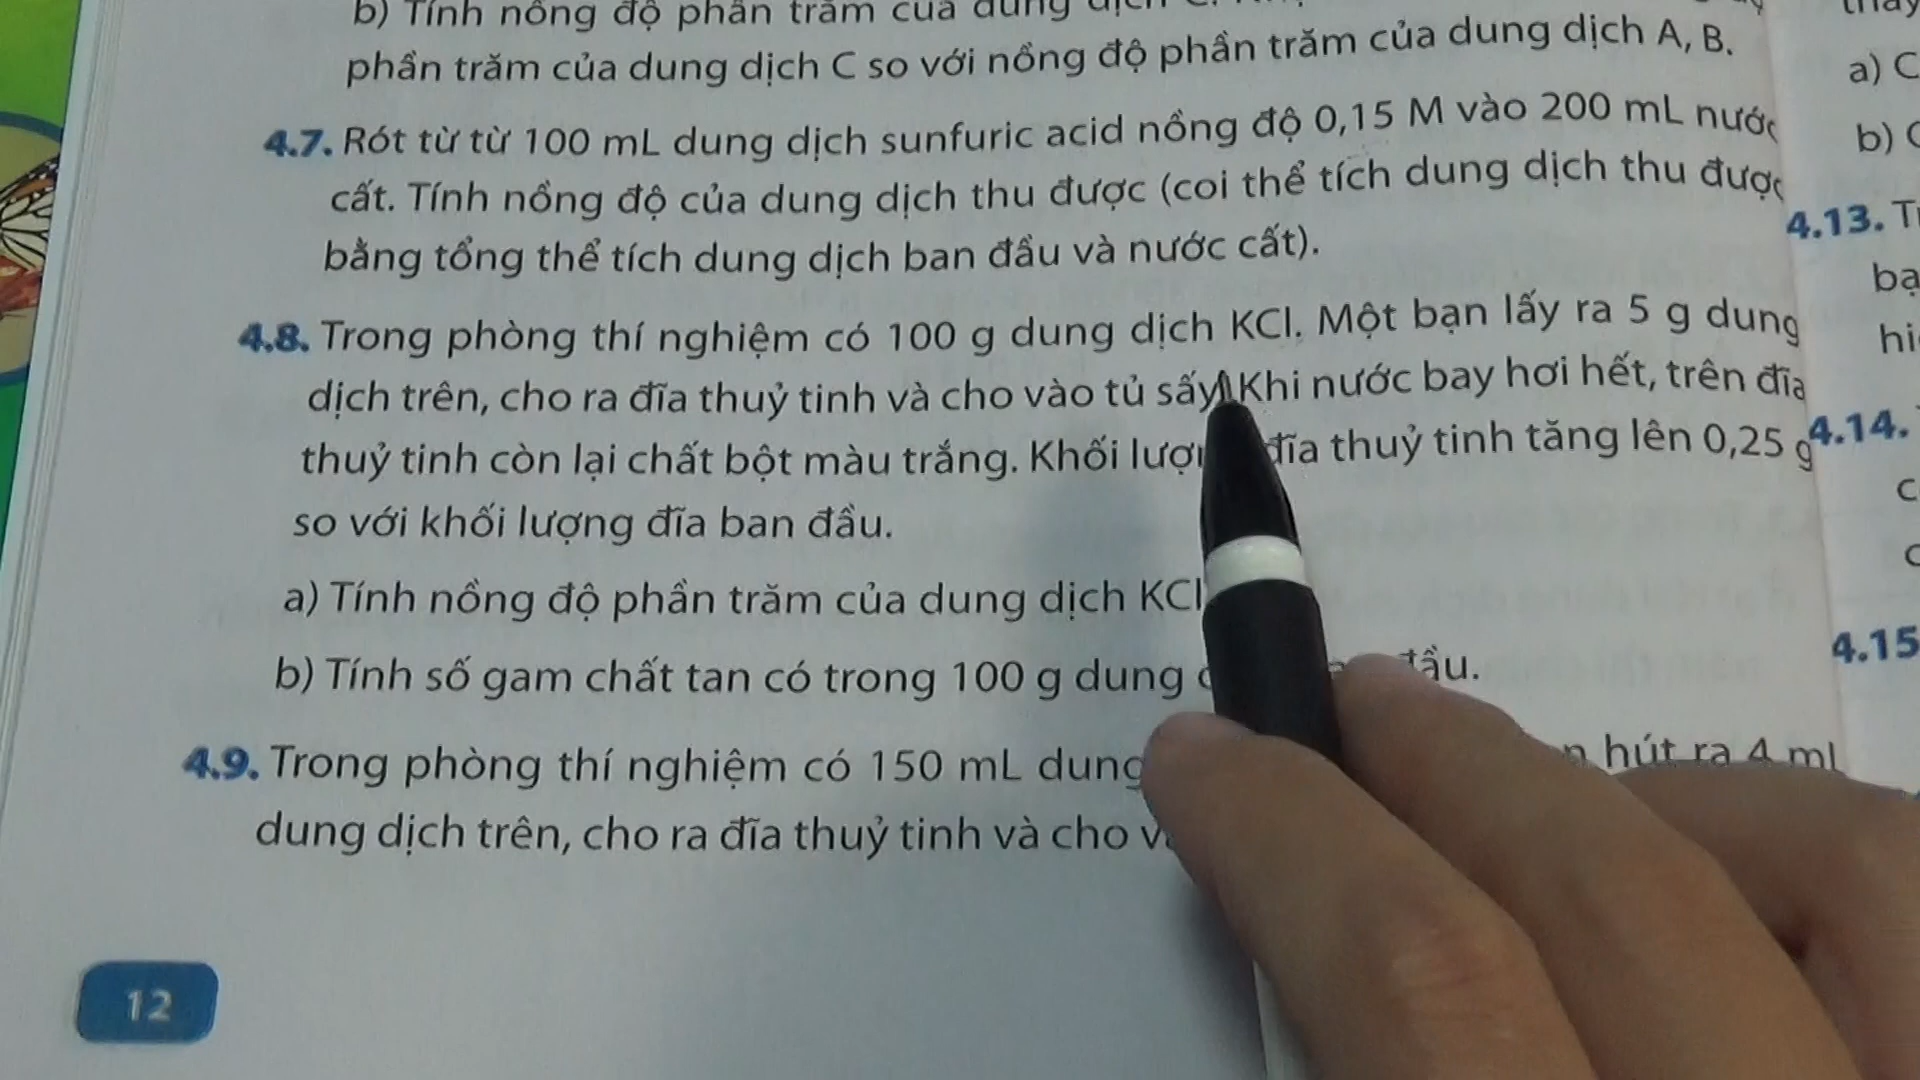 b) Tính nồng độ phần trăm của dung dịch
phần trăm của dung dịch C so với nồng độ phần trăm của dung dịch A, B.
4.7. Rót từ từ 100 mL dung dịch sunfuric acid nồng độ 0,15 M vào 200 mL nước
cất. Tính nồng độ của dung dịch thu được (coi thể tích dung dịch thu được
bằng tổng thể tích dung dịch ban đầu và nước cất).
4.8. Trong phòng thí nghiệm có 100 g dung dịch KCl. Một bạn lấy ra 5 g dung
dịch trên, cho ra đĩa thuỷ tinh và cho vào tủ sấy. Khi nước bay hơi hết, trên đĩa
thuỷ tinh còn lại chất bột màu trắng. Khối lượng đĩa thuỷ tinh tăng lên 0,25 g
so với khối lượng đĩa ban đầu.
a) Tính nồng độ phần trăm của dung dịch KCl
b) Tính số gam chất tan có trong 100 g dung đầu.
4.9. Trong phòng thí nghiệm có 150 mL dung hút ra 4 mL
dung dịch trên, cho ra đĩa thuỷ tinh và cho
12
a) C
b)
4.13.
4.14.
4.15